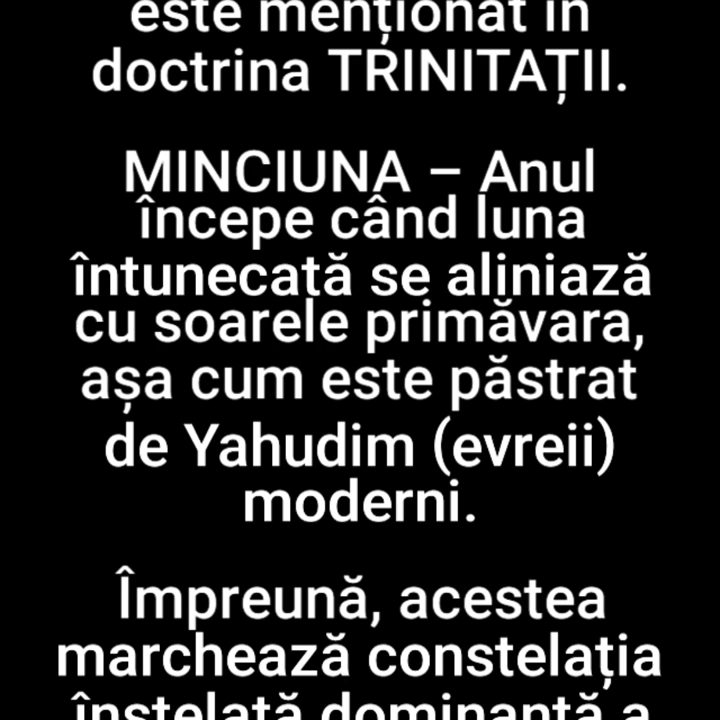 este menționat în
doctrina TRINITAȚII.
MINCIUNA – Anul
începe când luna
întunecată se aliniază
cu soarele primăvara,
așa cum este păstrat
de Yahudim (evreii)
moderni.
Împreună, acestea
marchează constelația
înstelată dominantă a